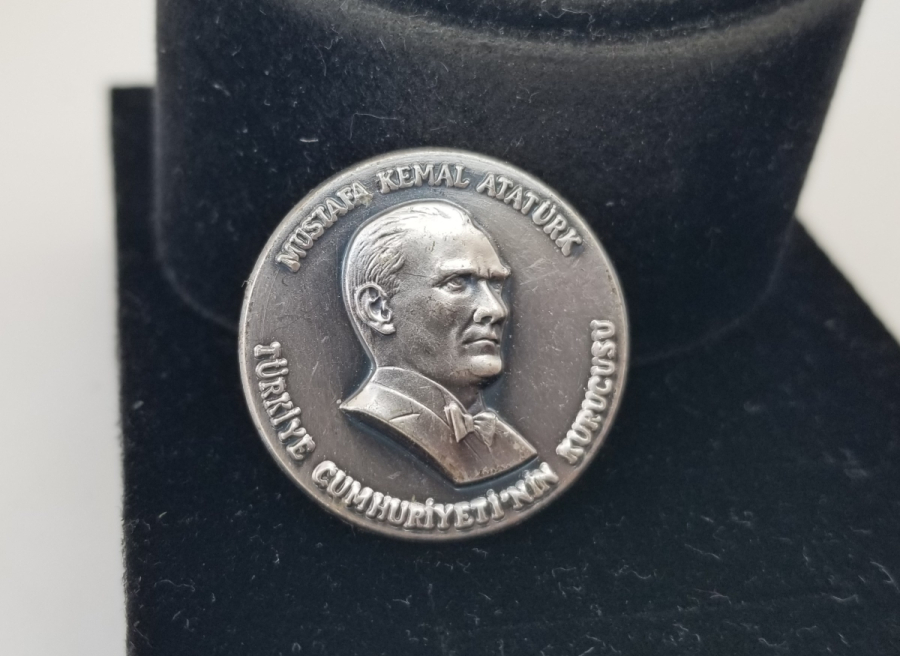 MUSTAFA KEMAL ATATÜRK
TÜRKİYE CUMHURİYETİ'NİN KURUCUSU